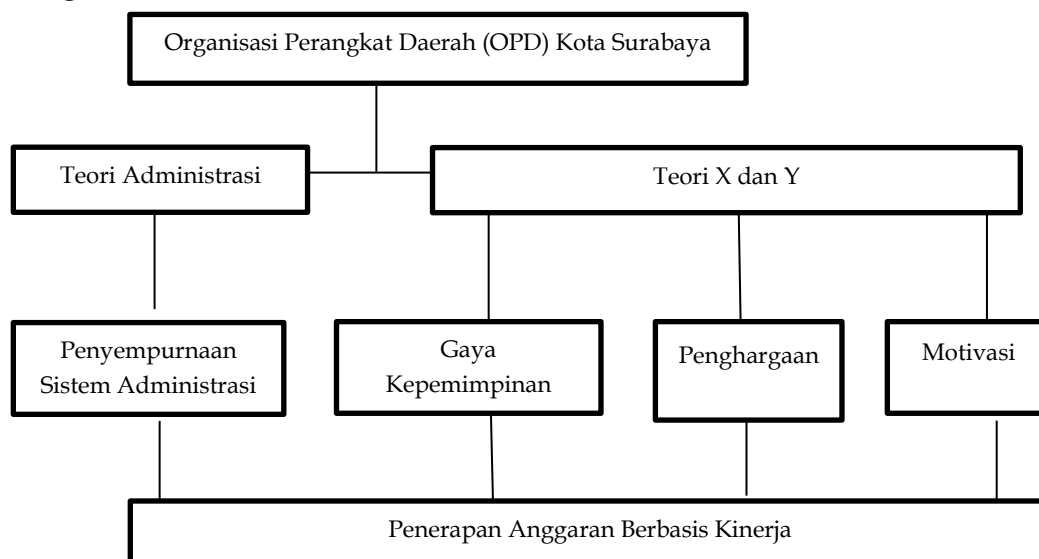 Organisasi Perangkat Daerah (OPD) Kota Surabaya
Teori Administrasi
Teori X dan Y
Penyempurnaan
Sistem Administrasi
Gaya
Kepemimpinan
Penghargaan
Motivasi
Penerapan Anggaran Berbasis Kinerja